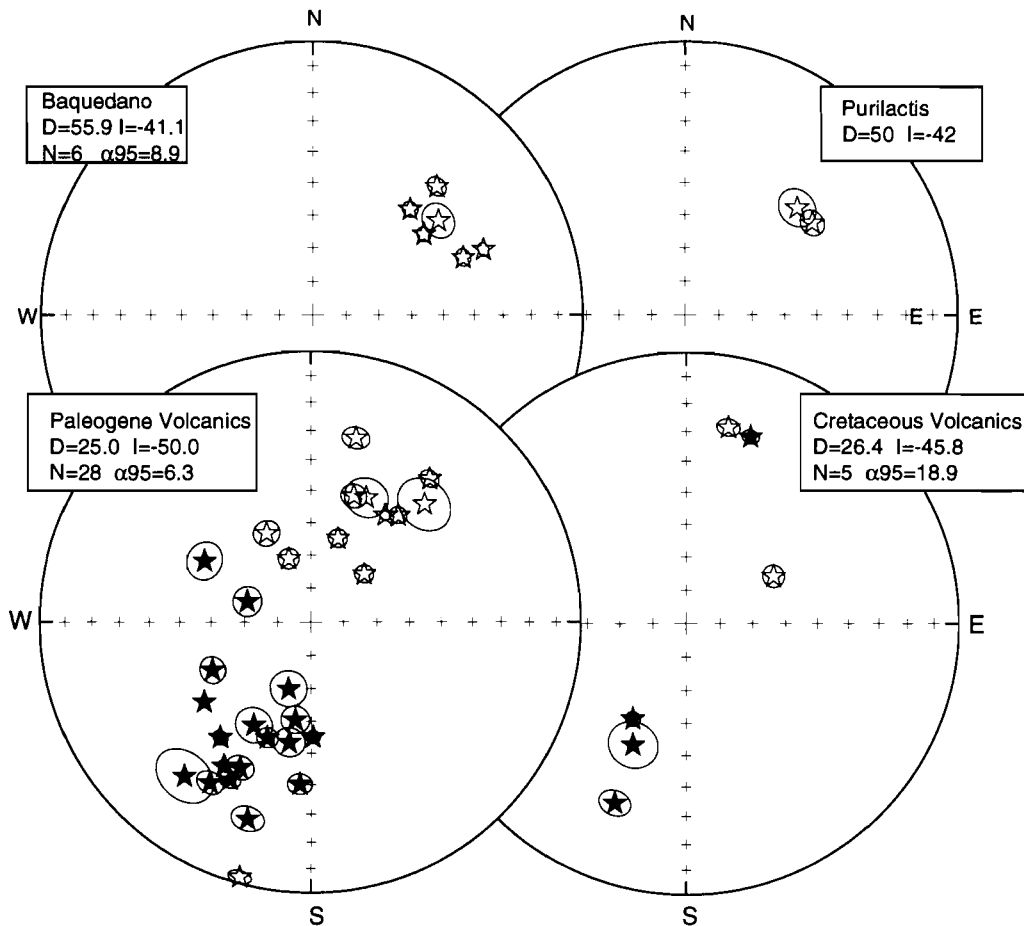 N
N
Baquedano
D=55.9 I=-41.1
N=6 α95=8.9
Purilactis
D=50 I=-42
W
E
E
Paleogene Volcanics
D=25.0 I=-50.0
N=28 α95=6.3
Cretaceous Volcanics
D=26.4 I=-45.8
N=5 α95=18.9
W
E
S
S